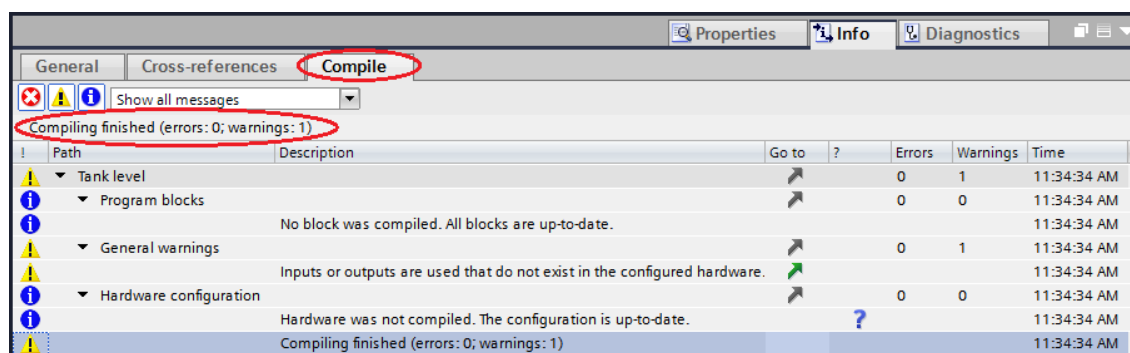 Properties Info Diagnostics
General Cross-references Compile
Show all messages
Compiling finished (errors: 0; warnings: 1)
! Path Description Go to ? Errors Warnings Time
Tank level 0 1 11:34:34 AM
Program blocks 0 0 11:34:34 AM
No block was compiled. All blocks are up-to-date. 11:34:34 AM
General warnings 0 1 11:34:34 AM
Inputs or outputs are used that do not exist in the configured hardware. 11:34:34 AM
Hardware configuration 0 0 11:34:34 AM
Hardware was not compiled. The configuration is up-to-date. ? 11:34:34 AM
Compiling finished (errors: 0; warnings: 1) 11:34:34 AM